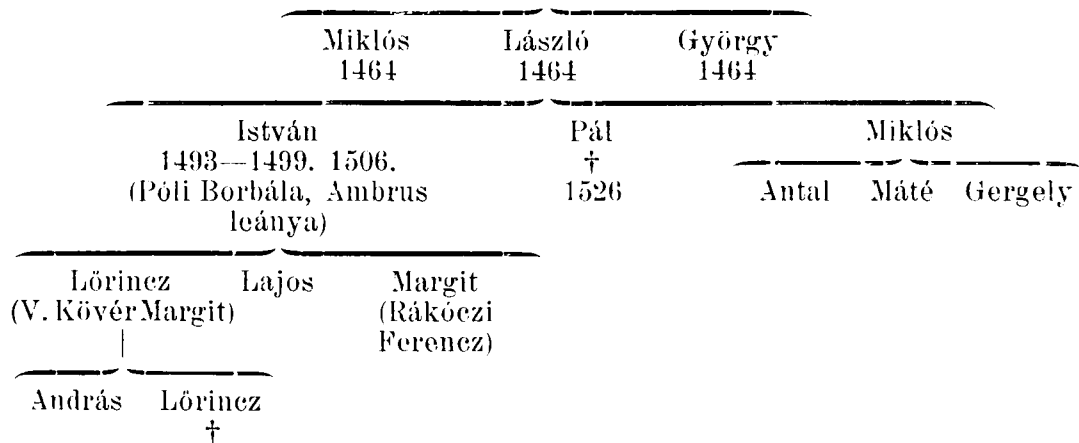 Miklós László György
1464 1464 1464
István Pál Miklós
1493—1499. 1506. †
(Póli Borbála, Ambrus 1526 Antal Máté Gergely
leánya)
Lőrincz Lajos Margit
(V. Kövér Margit) (Rákóczi
Ferencz)
András Lőrincz
†